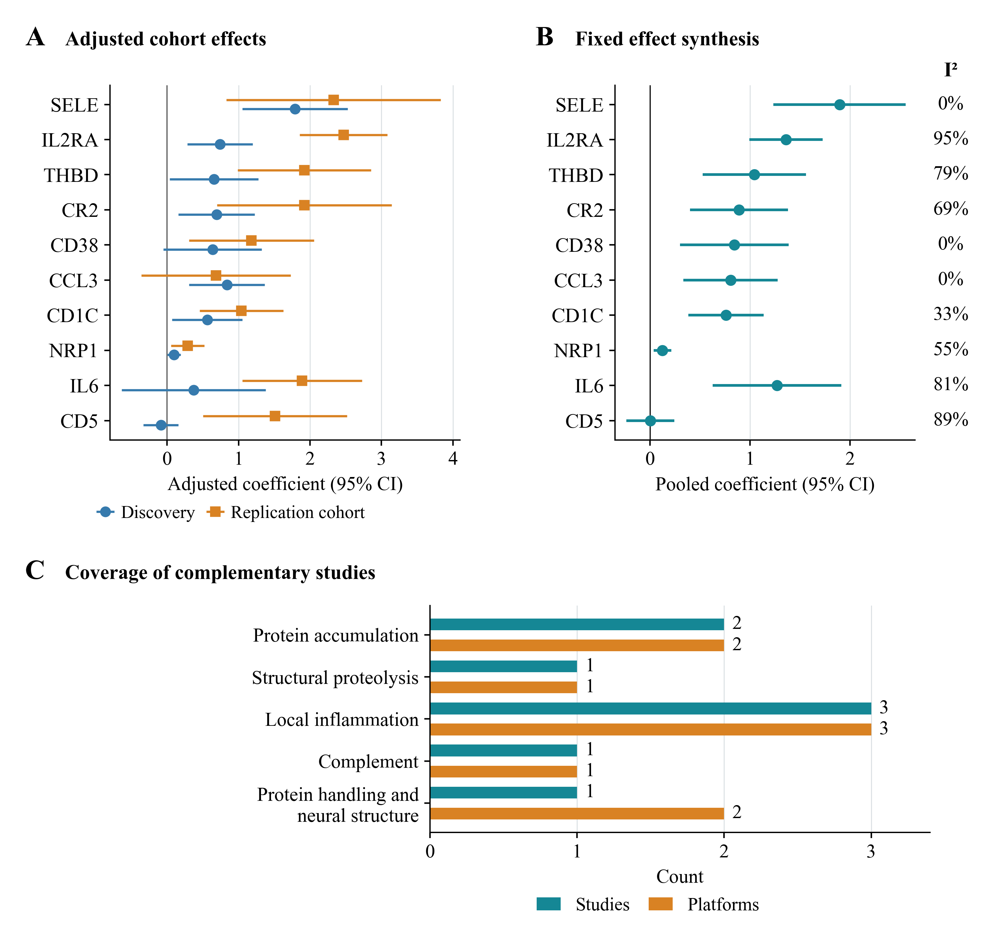 A Adjusted cohort effects
SELE
IL2RA
THBD
CR2
CD38
CCL3
CD1C
NRP1
IL6
CD5
0 1 2 3 4
Adjusted coefficient (95% CI)
Discovery Replication cohort
B Fixed effect synthesis
I²
SELE 0%
IL2RA 95%
THBD 79%
CR2 69%
CD38 0%
CCL3 0%
CD1C 33%
NRP1 55%
IL6 81%
CD5 89%
0 1 2
Pooled coefficient (95% CI)
C Coverage of complementary studies
2
Protein accumulation
2
1
Structural proteolysis
1
3
Local inflammation
3
1
Complement
1
Protein handling and 1
neural structure 2
0 1 2 3
Count
Studies Platforms